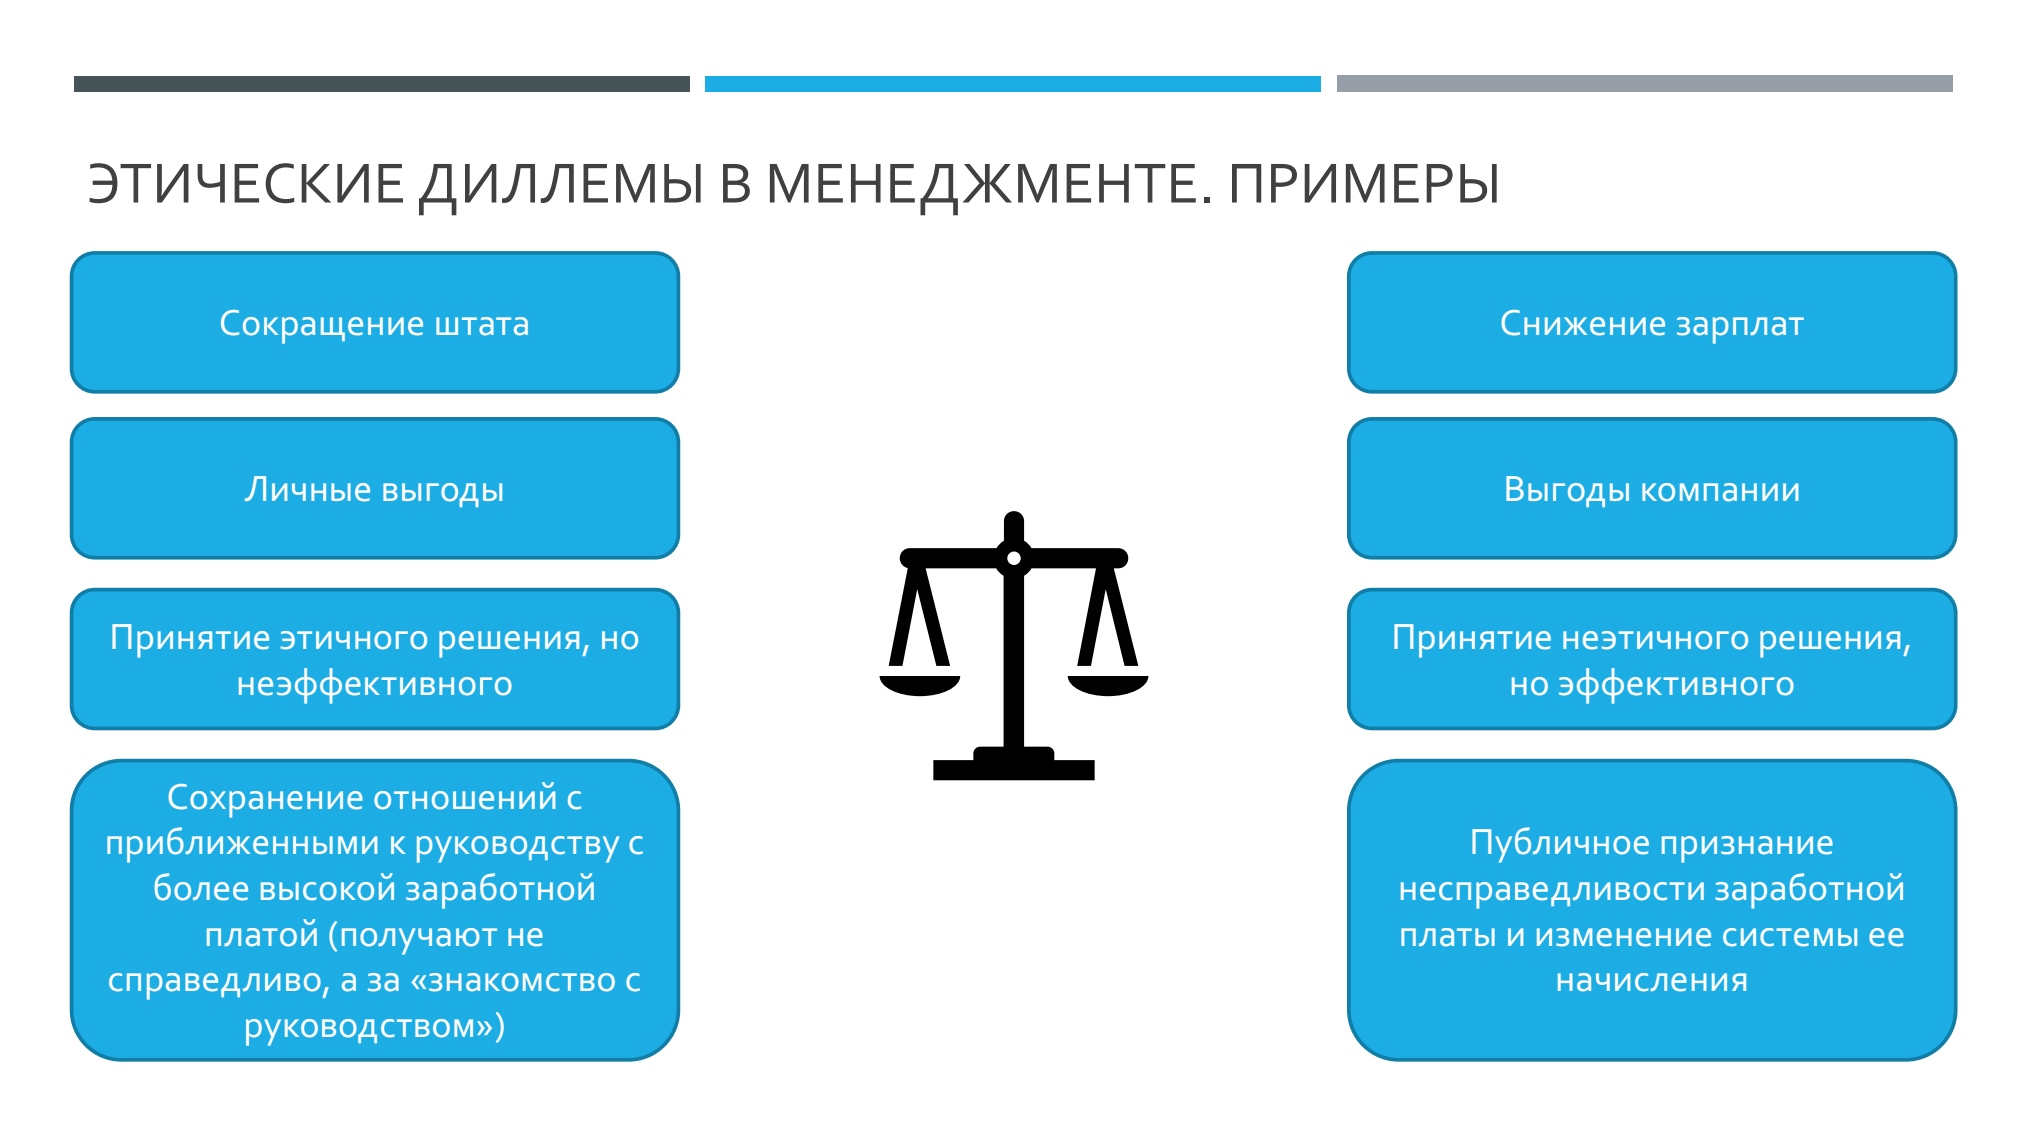 ЭТИЧЕСКИЕ ДИЛЛЕМЫ В МЕНЕДЖМЕНТЕ. ПРИМЕРЫ
Сокращение штата
Снижение зарплат
Личные выгоды
Выгоды компании
Принятие этичного решения, но
неэффективного
Принятие неэтичного решения,
но эффективного
Сохранение отношений с
приближенными к руководству с
более высокой заработной
платой (получают не
справедливо, а за «знакомство с
руководством»)
Публичное признание
несправедливости заработной
платы и изменение системы ее
начисления